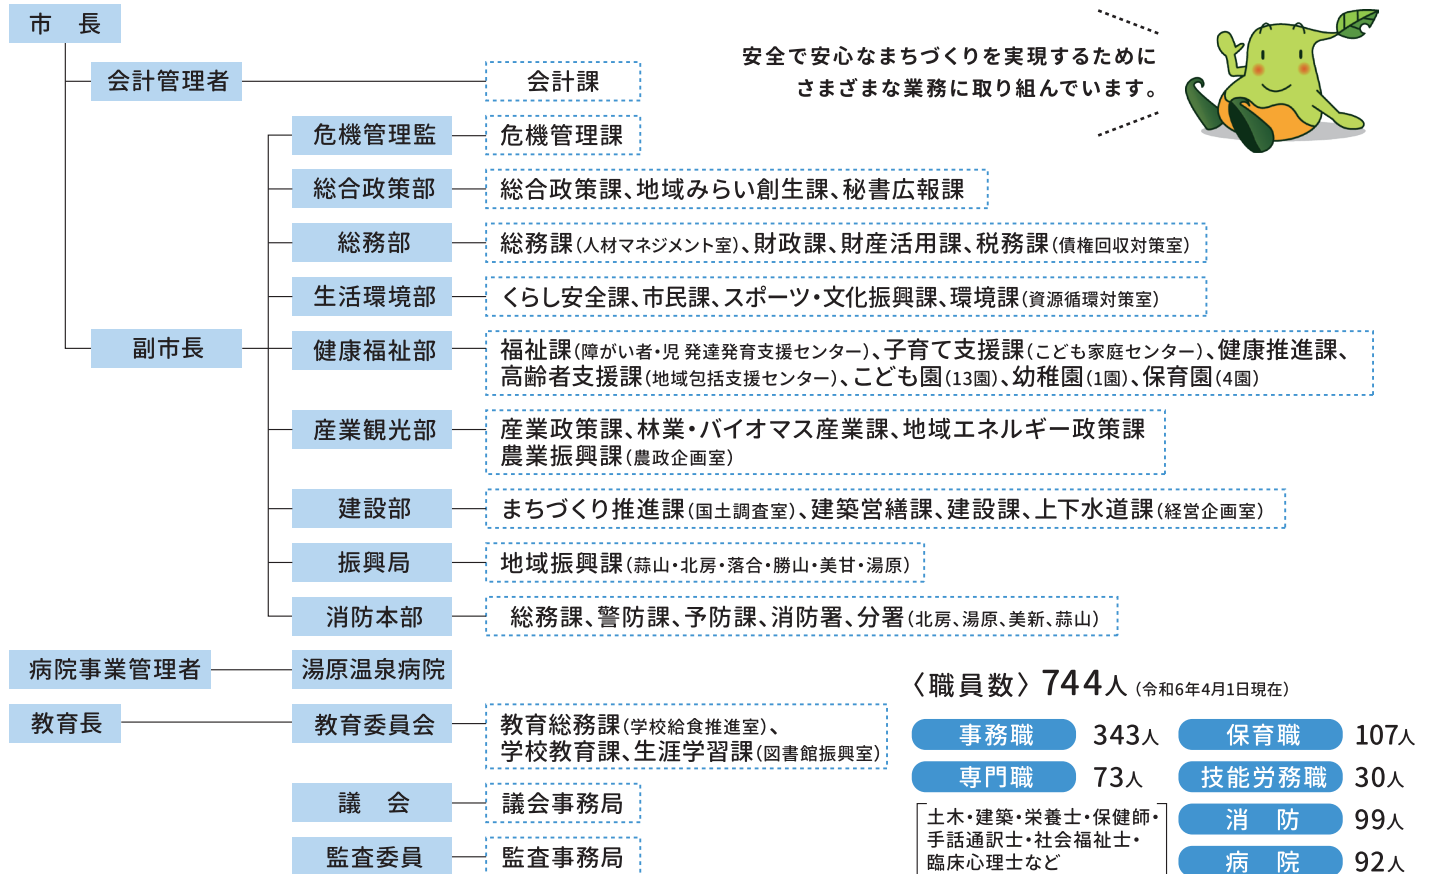 市　長
安全で安心なまちづくりを実現するために
さまざまな業務に取り組んでいます。
会計管理者
会計課
危機管理監
危機管理課
総合政策部
総合政策課、地域みらい創生課、秘書広報課
総務部
総務課（人材マネジメント室）、財政課、財産活用課、税務課（債権回収対策室）
生活環境部
くらし安全課、市民課、スポーツ・文化振興課、環境課（資源循環対策室）
副市長
健康福祉部
福祉課（障がい者・児 発達発育支援センター）、子育て支援課（こども家庭センター）、健康推進課、
高齢者支援課（地域包括支援センター）、こども園（13園）、幼稚園（1園）、保育園（4園）
産業観光部
産業政策課、林業・バイオマス産業課、地域エネルギー政策課
農業振興課（農政企画室）
建設部
まちづくり推進課（国土調査室）、建築営繕課、建設課、上下水道課（経営企画室）
振興局
地域振興課（蒜山・北房・落合・勝山・美甘・湯原）
消防本部
総務課、警防課、予防課、消防署、分署（北房、湯原、美新、蒜山）
病院事業管理者
湯原温泉病院
教育長
教育委員会
教育総務課（学校給食推進室）、
学校教育課、生涯学習課（図書館振興室）
議　会
議会事務局
監査委員
監査事務局
〈職員数〉744人（令和6年4月1日現在）
事務職 343人
保育職 107人
専門職 73人
技能労務職 30人
土木・建築・栄養士・保健師・
手話通訳士・社会福祉士・
臨床心理士など
消　防 99人
病　院 92人